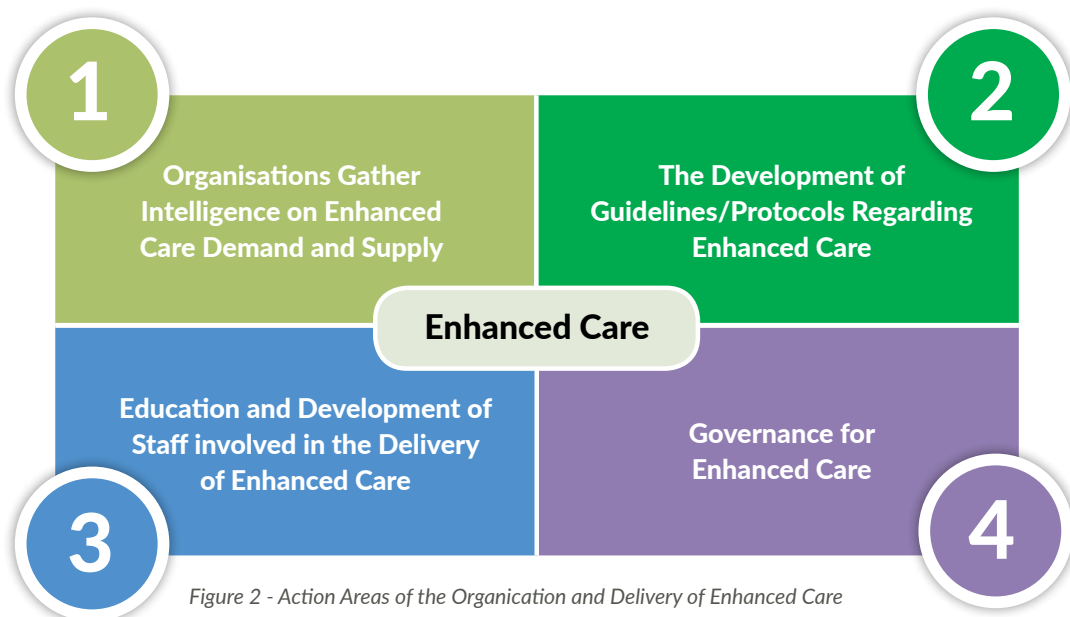 1
Organisations Gather
Intelligence on Enhanced
Care Demand and Supply
2
The Development of
Guidelines/Protocols Regarding
Enhanced Care
Enhanced Care
3
Education and Development of
Staff involved in the Delivery
of Enhanced Care
4
Governance for
Enhanced Care
Figure 2 - Action Areas of the Organication and Delivery of Enhanced Care